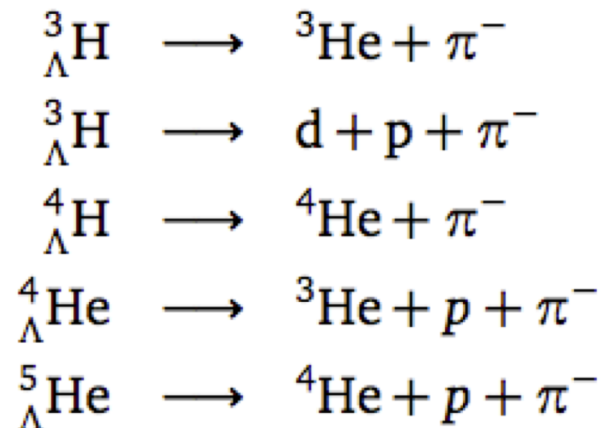 ³ΛH ⟶ ³He + π⁻
³ΛH ⟶ d + p + π⁻
⁴ΛH ⟶ ⁴He + π⁻
⁴ΛHe ⟶ ³He + p + π⁻
⁵ΛHe ⟶ ⁴He + p + π⁻